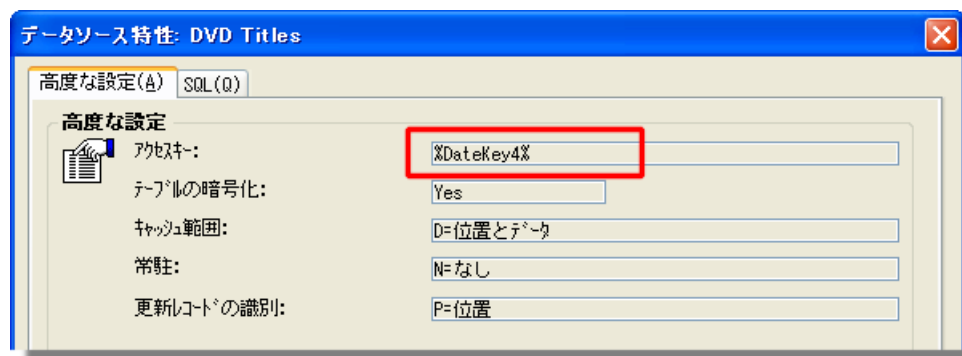 データソース特性: DVD Titles
高度な設定(A) SQL(Q)
高度な設定
アクセスキー: %DateKey4%
テーブルの暗号化: Yes
キャッシュ範囲: D=位置とデータ
常駐: N=なし
更新レコードの識別: P=位置